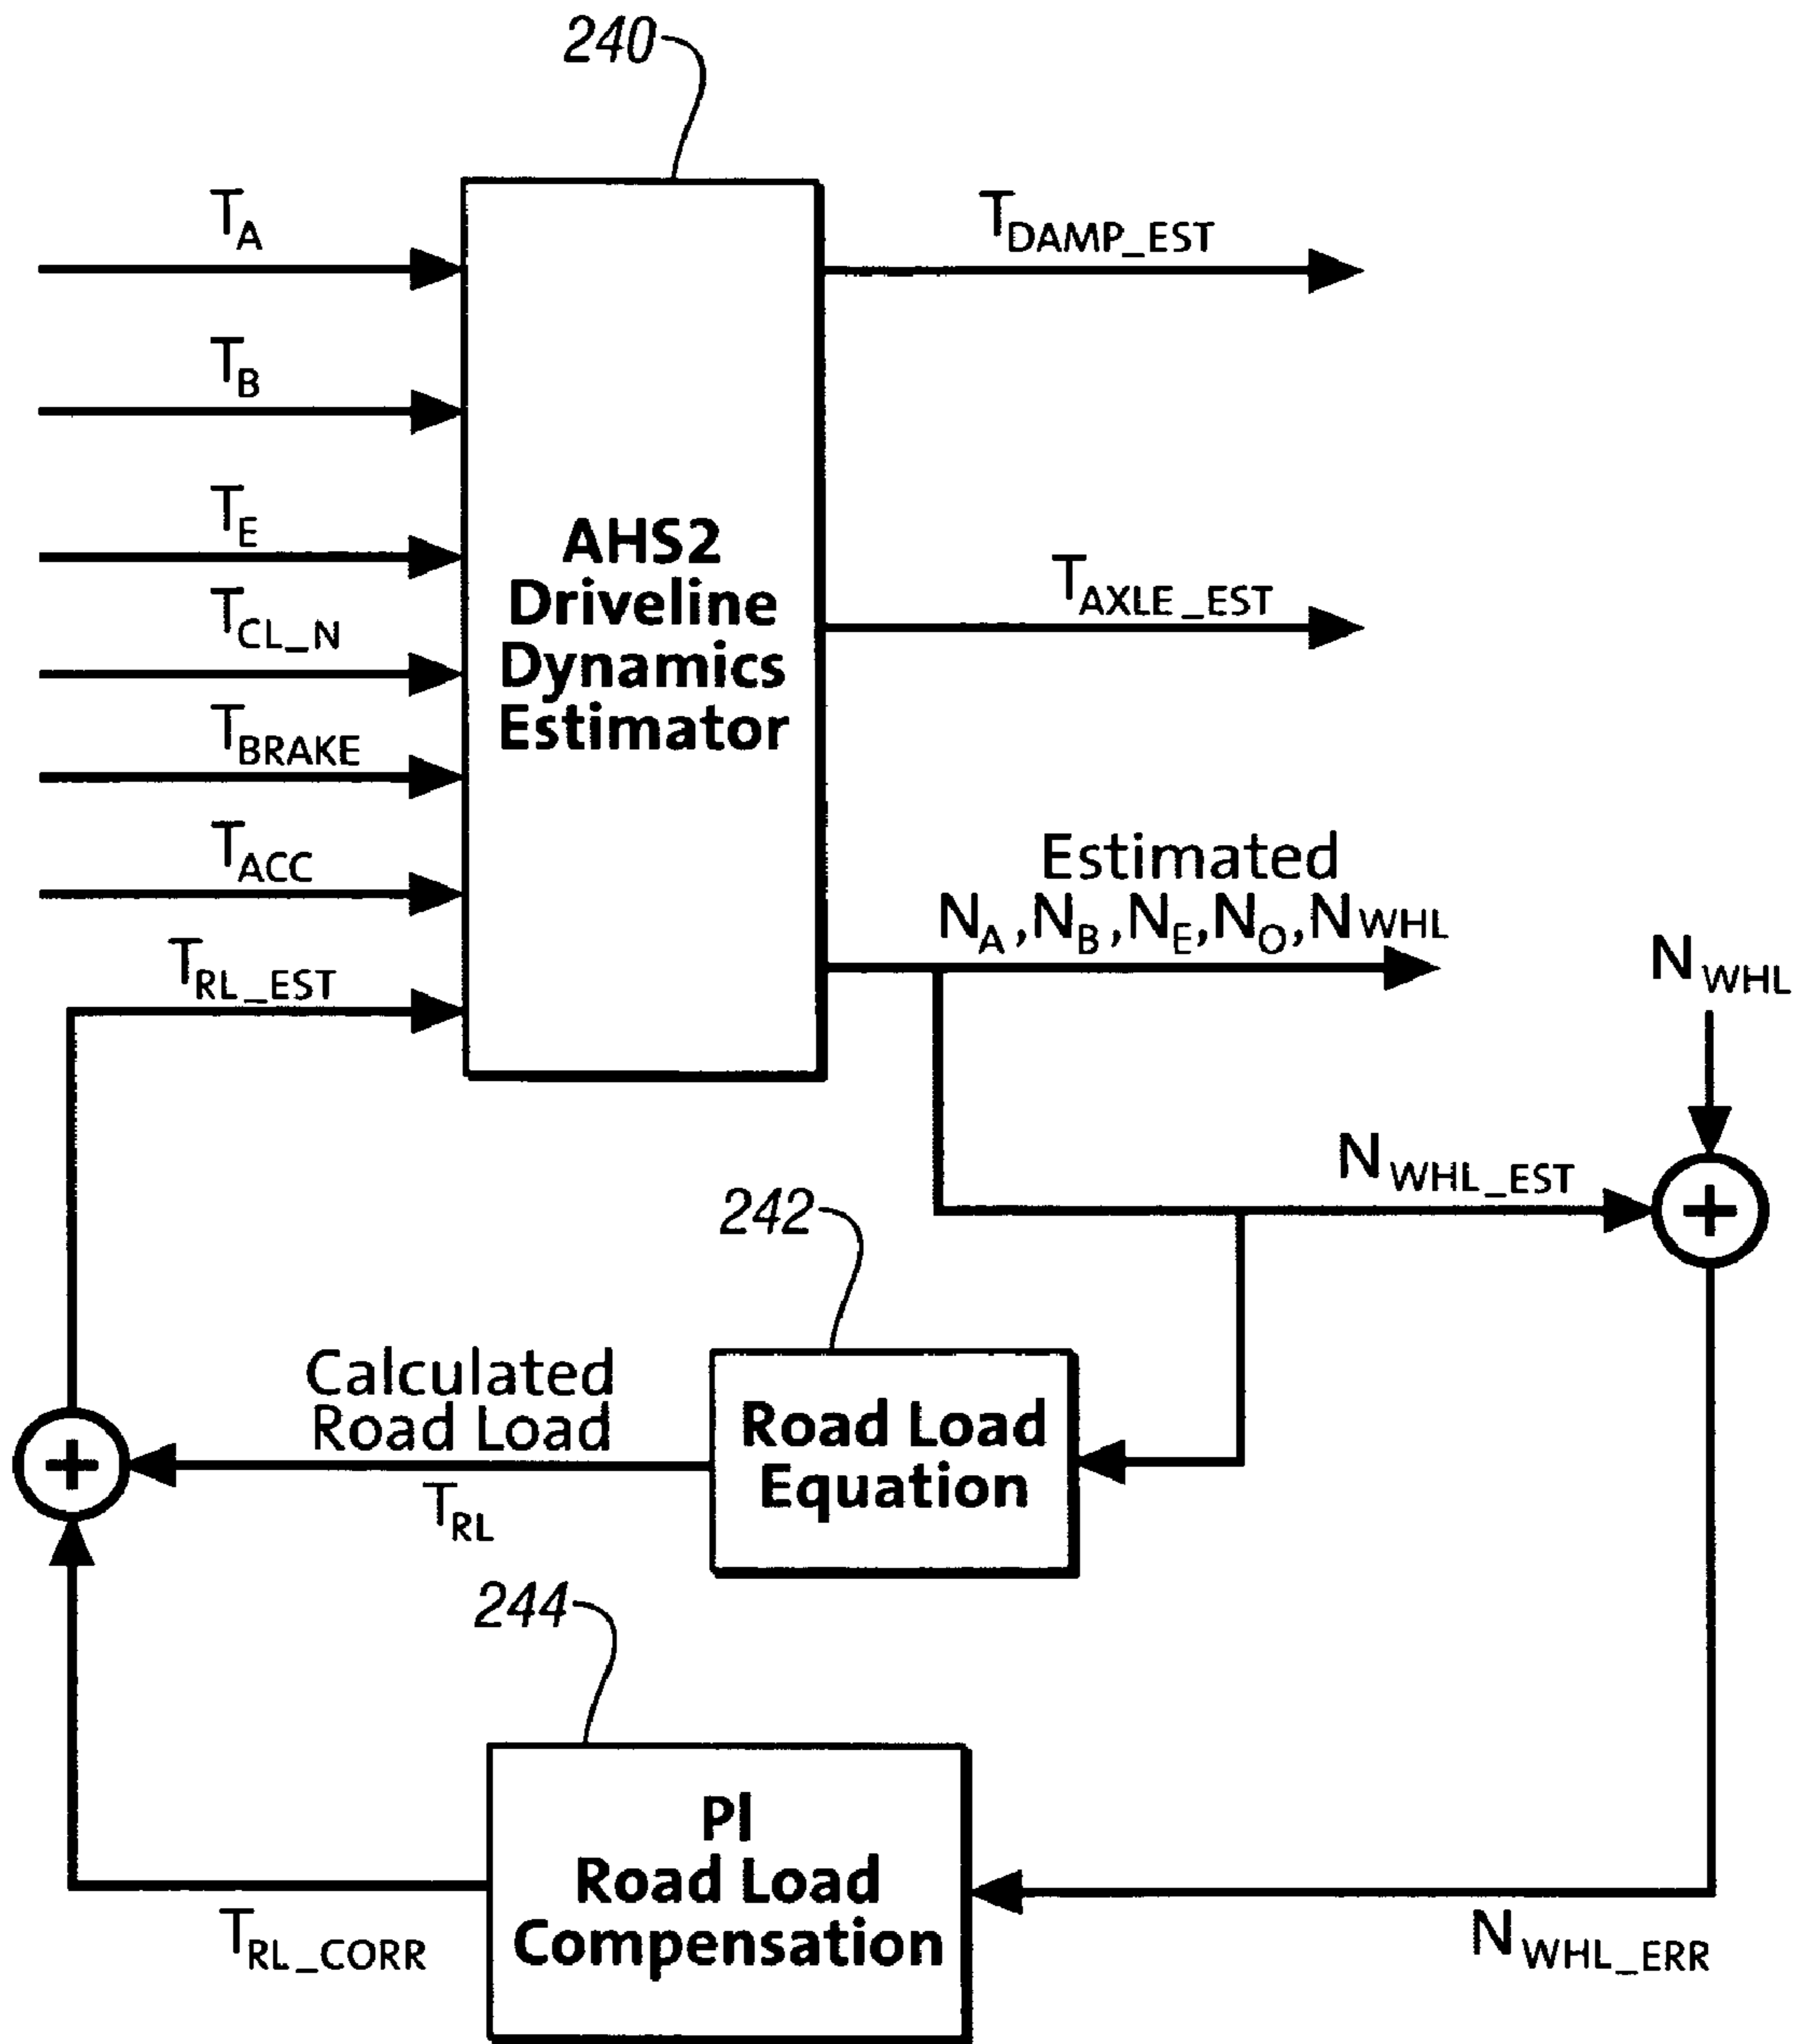 240
T_A
T_B
T_E
T_CL_N
T_BRAKE
T_ACC
T_RL_EST
AHS2
Driveline
Dynamics
Estimator
T_DAMP_EST
T_AXLE_EST
Estimated
N_A, N_B, N_E, N_O, N_WHL
N_WHL
N_WHL_EST
+
242
Calculated
Road Load
T_RL
Road Load
Equation
+
244
PI
Road Load
Compensation
T_RL_CORR
N_WHL_ERR